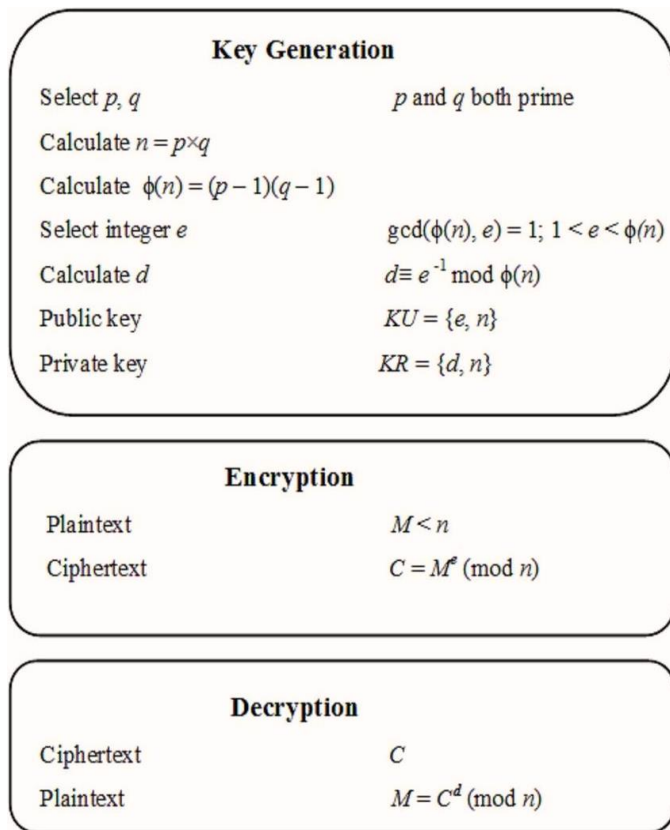 Key Generation
Select p, q p and q both prime
Calculate n = p×q
Calculate ϕ(n) = (p − 1)(q − 1)
Select integer e gcd(ϕ(n), e) = 1; 1 < e < ϕ(n)
Calculate d d≡ e⁻¹ mod ϕ(n)
Public key KU = {e, n}
Private key KR = {d, n}
Encryption
Plaintext M < n
Ciphertext C = Mᵉ (mod n)
Decryption
Ciphertext C
Plaintext M = Cᵈ (mod n)